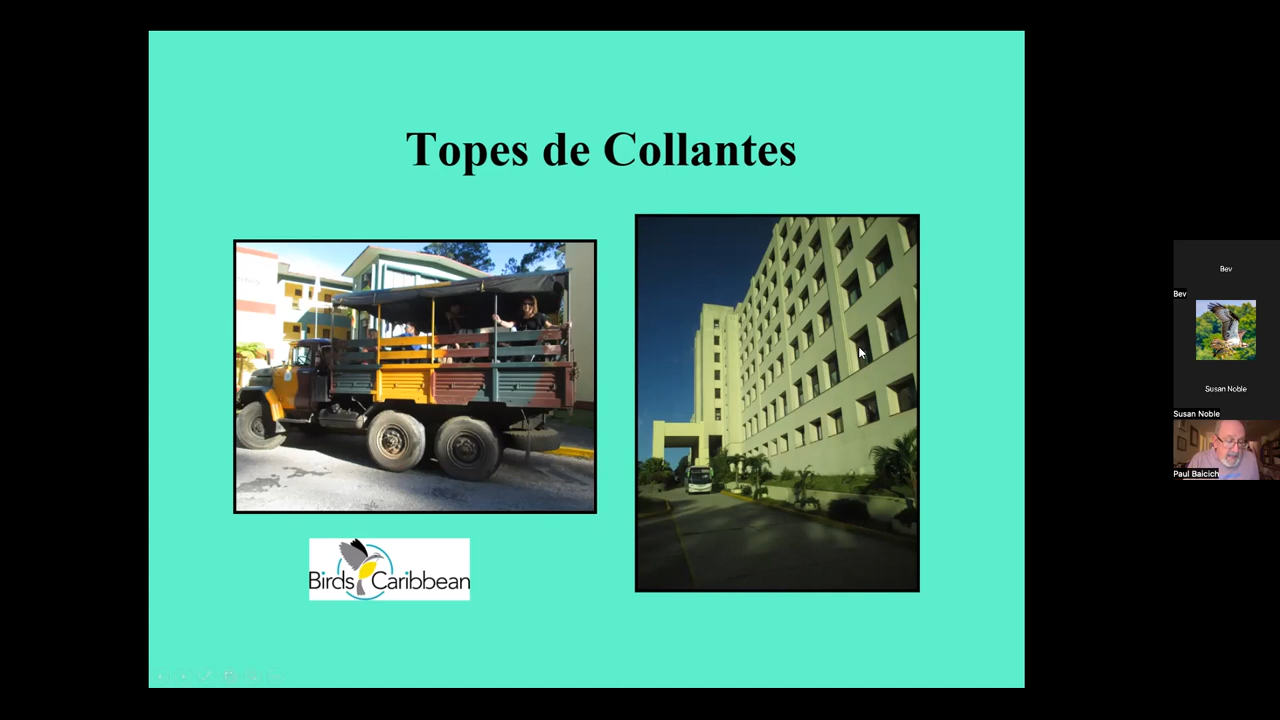 Topes de Collantes
Birds Caribbean
Bev
Bev
Susan Noble
Susan Noble
Paul Baicich